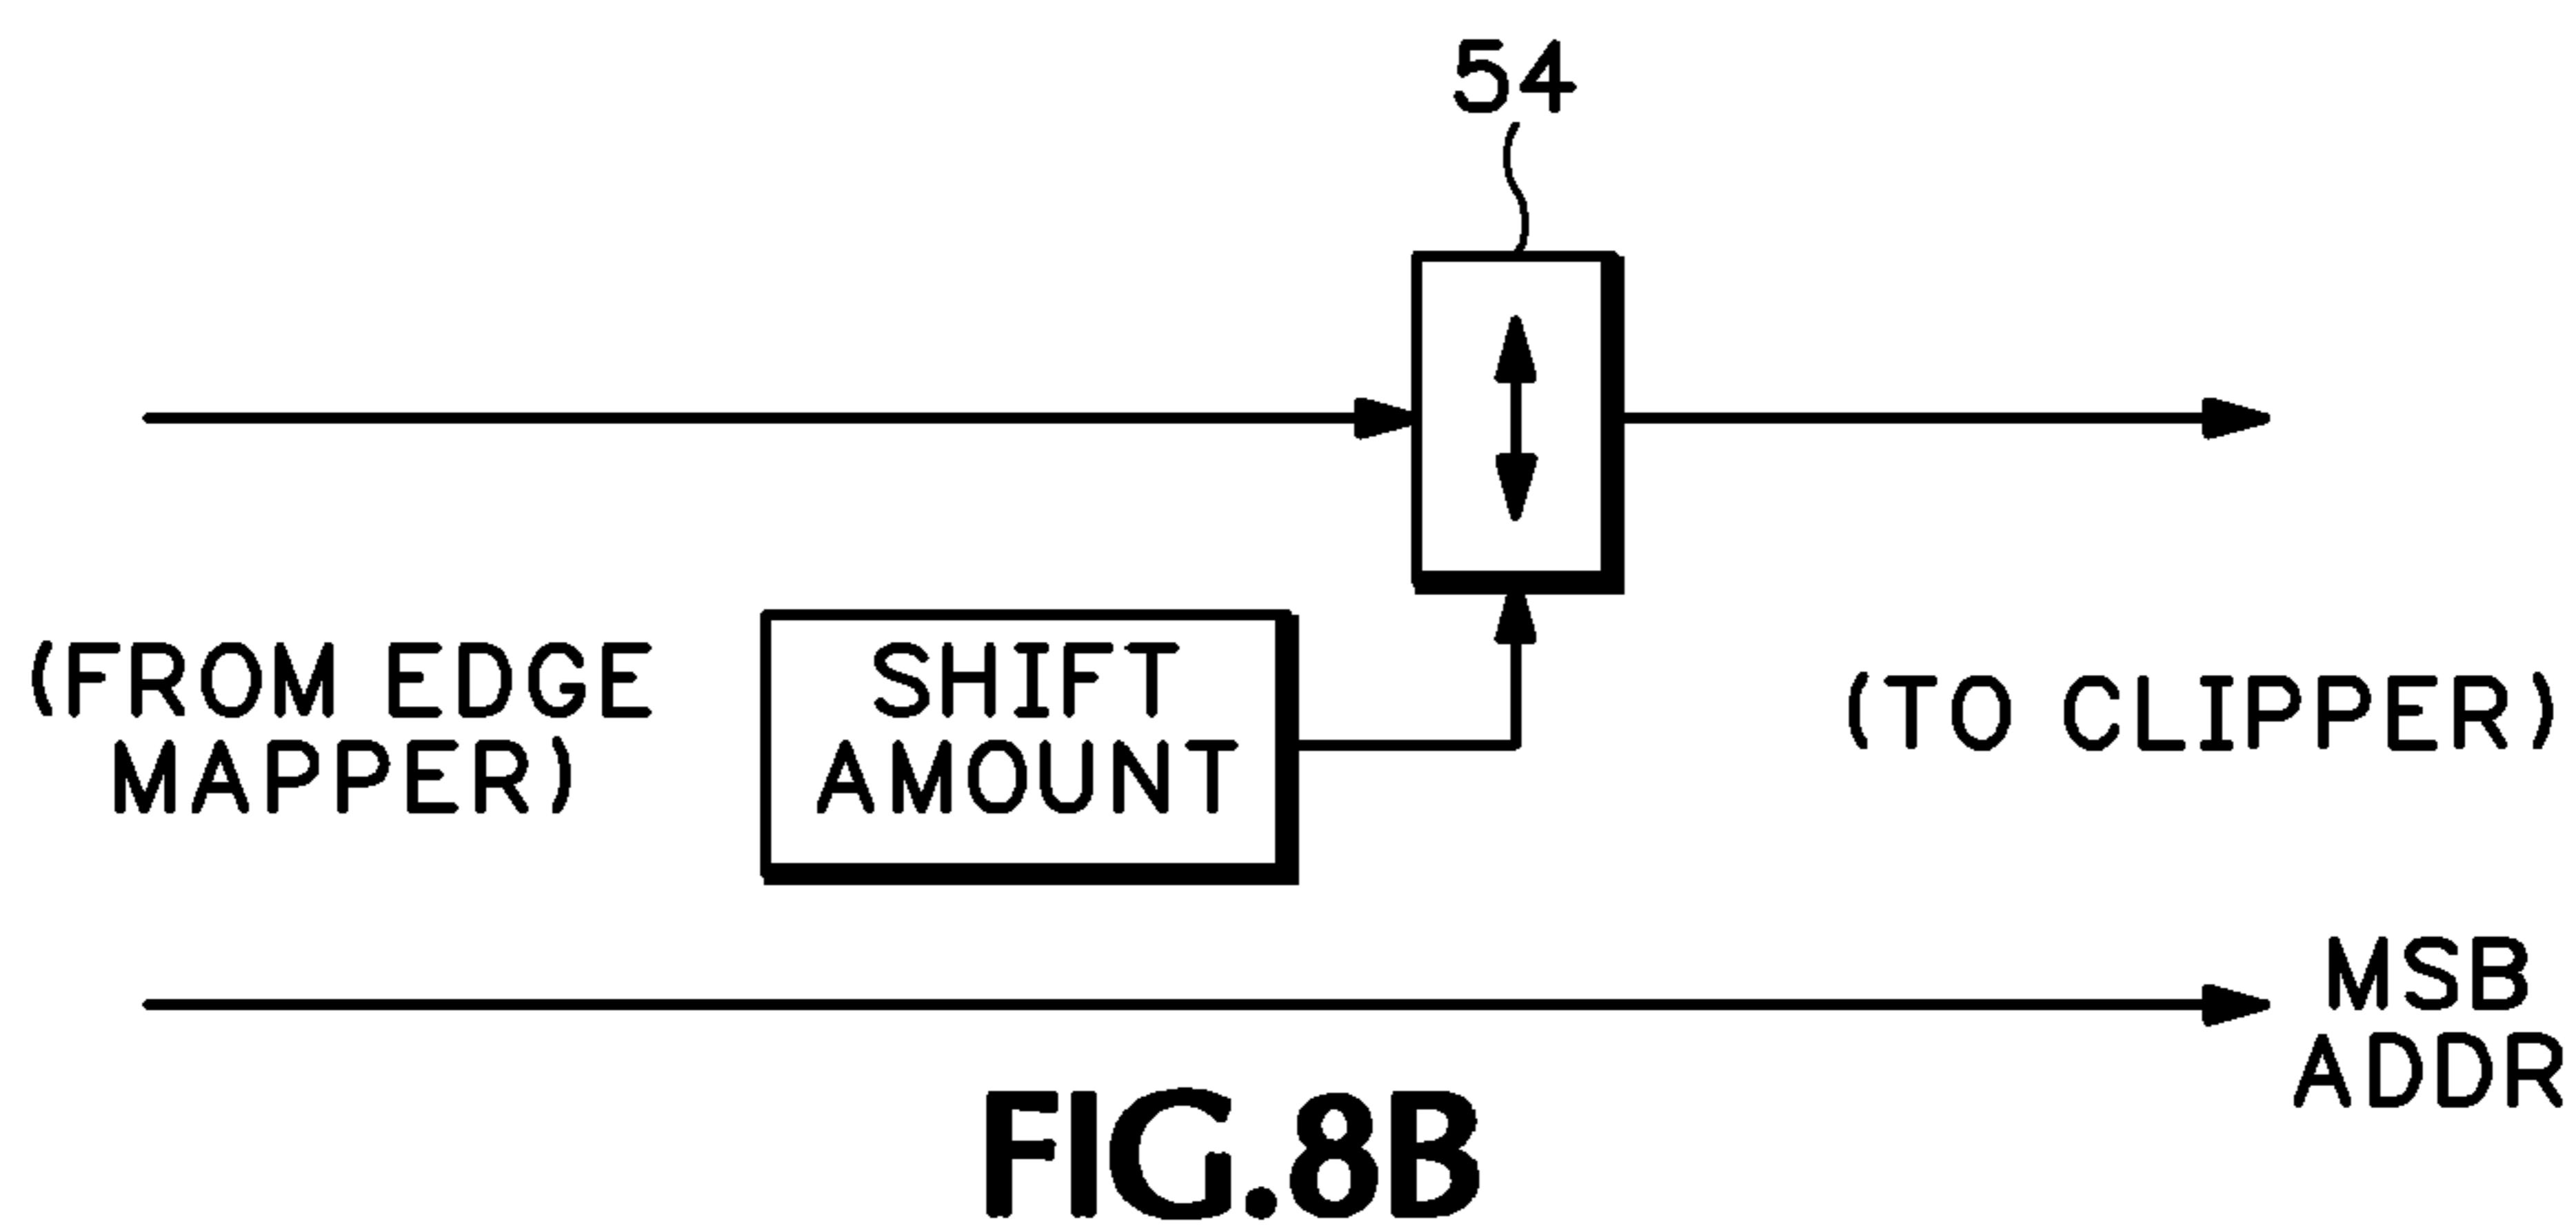 54
(FROM EDGE
MAPPER)
SHIFT
AMOUNT
(TO CLIPPER)
MSB
ADDR
FIG.8B